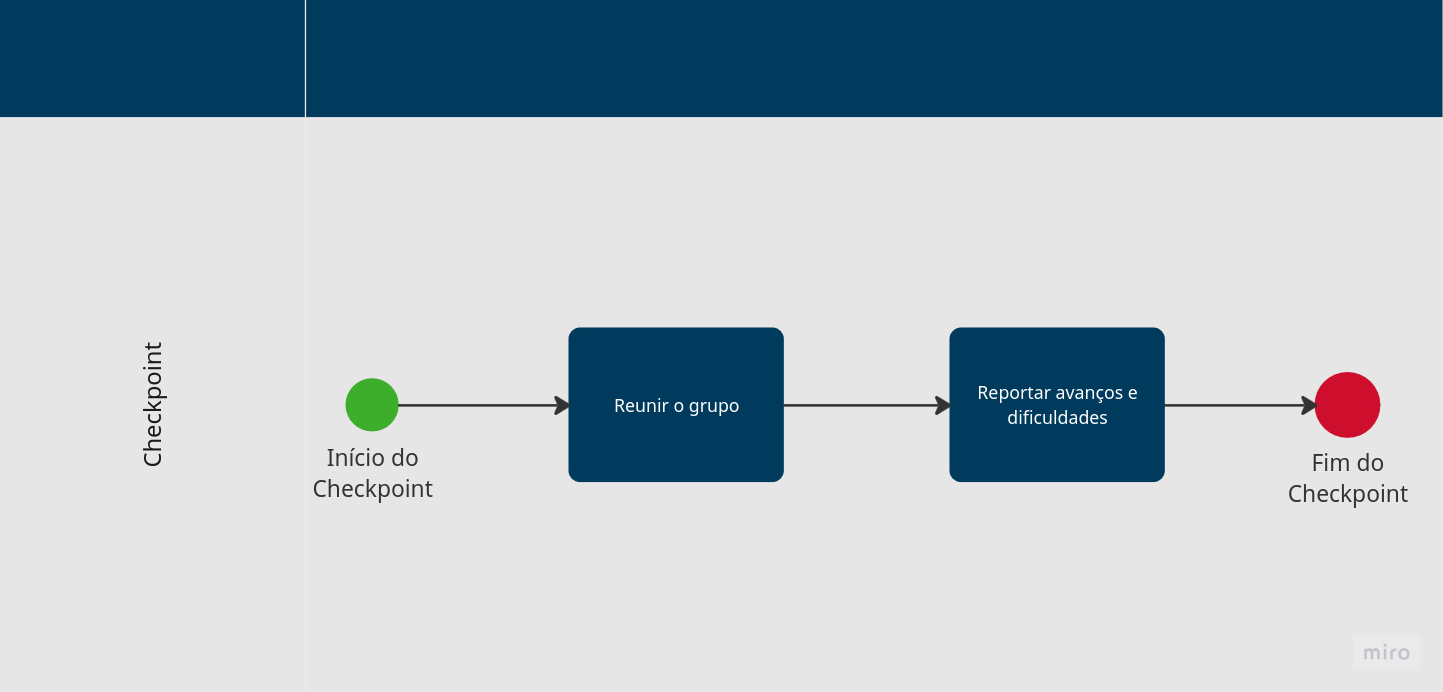 Checkpoint
Início do
Checkpoint
Reunir o grupo
Reportar avanços e
dificuldades
Fim do
Checkpoint
miro